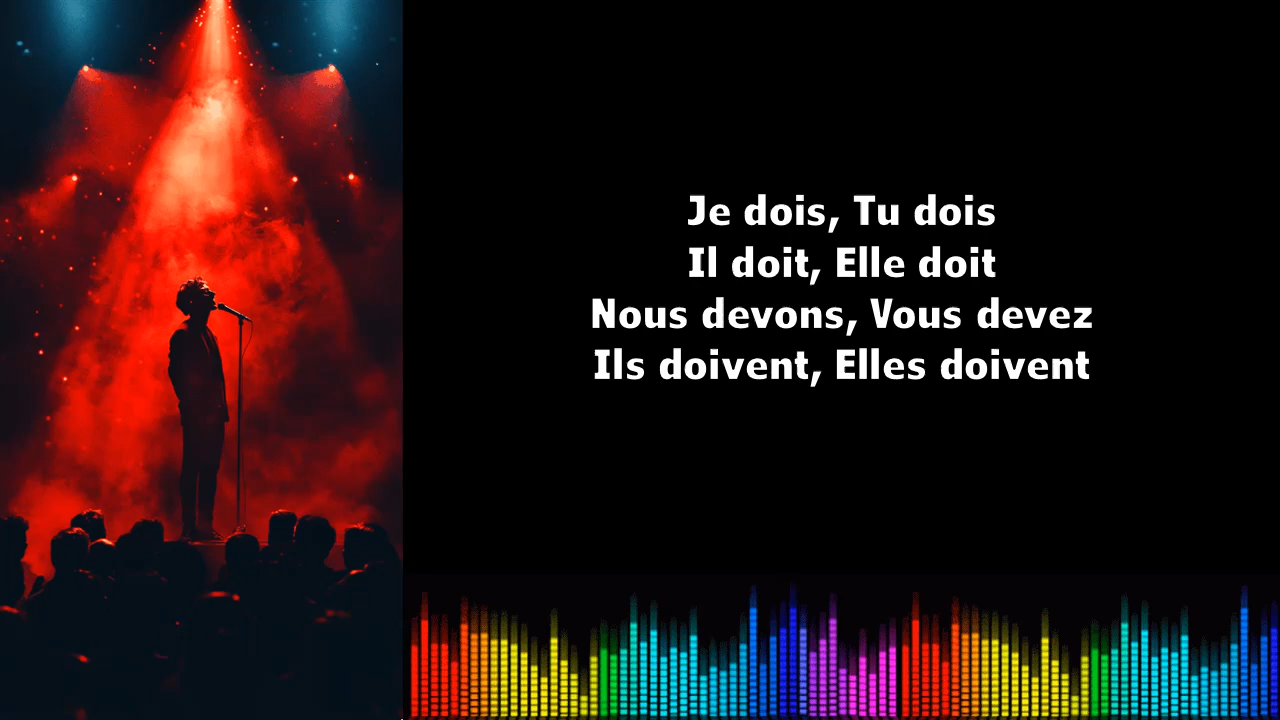 Je dois, Tu dois
Il doit, Elle doit
Nous devons, Vous devez
Ils doivent, Elles doivent